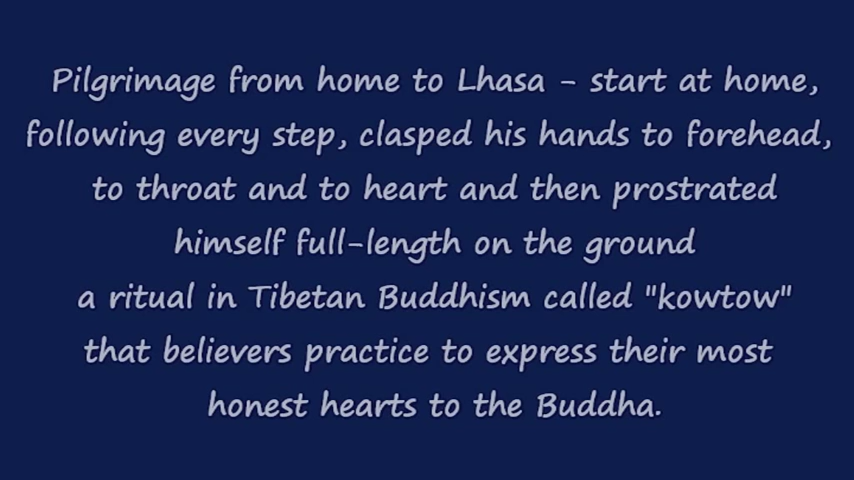 Pilgrimage from home to Lhasa - start at home,
following every step, clasped his hands to forehead,
to throat and to heart and then prostrated
himself full-length on the ground
a ritual in Tibetan Buddhism called "kowtow"
that believers practice to express their most
honest hearts to the Buddha.